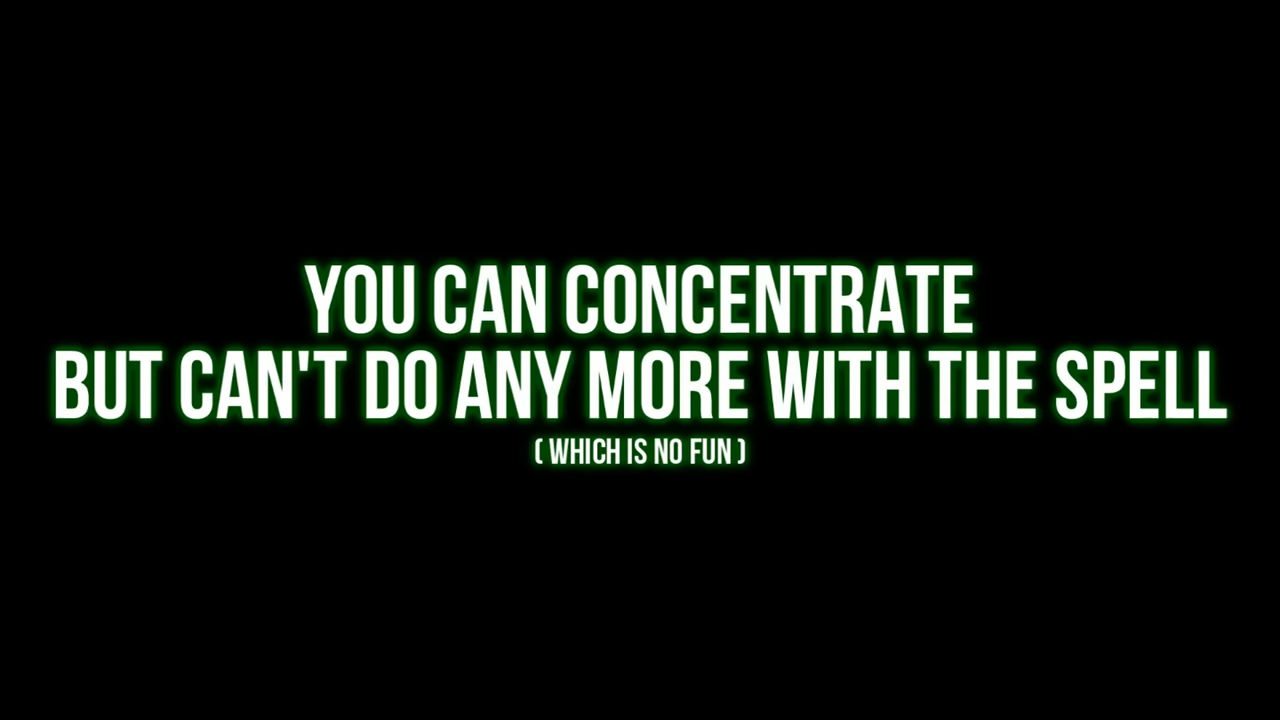 YOU CAN CONCENTRATE
BUT CAN'T DO ANY MORE WITH THE SPELL
( WHICH IS NO FUN )